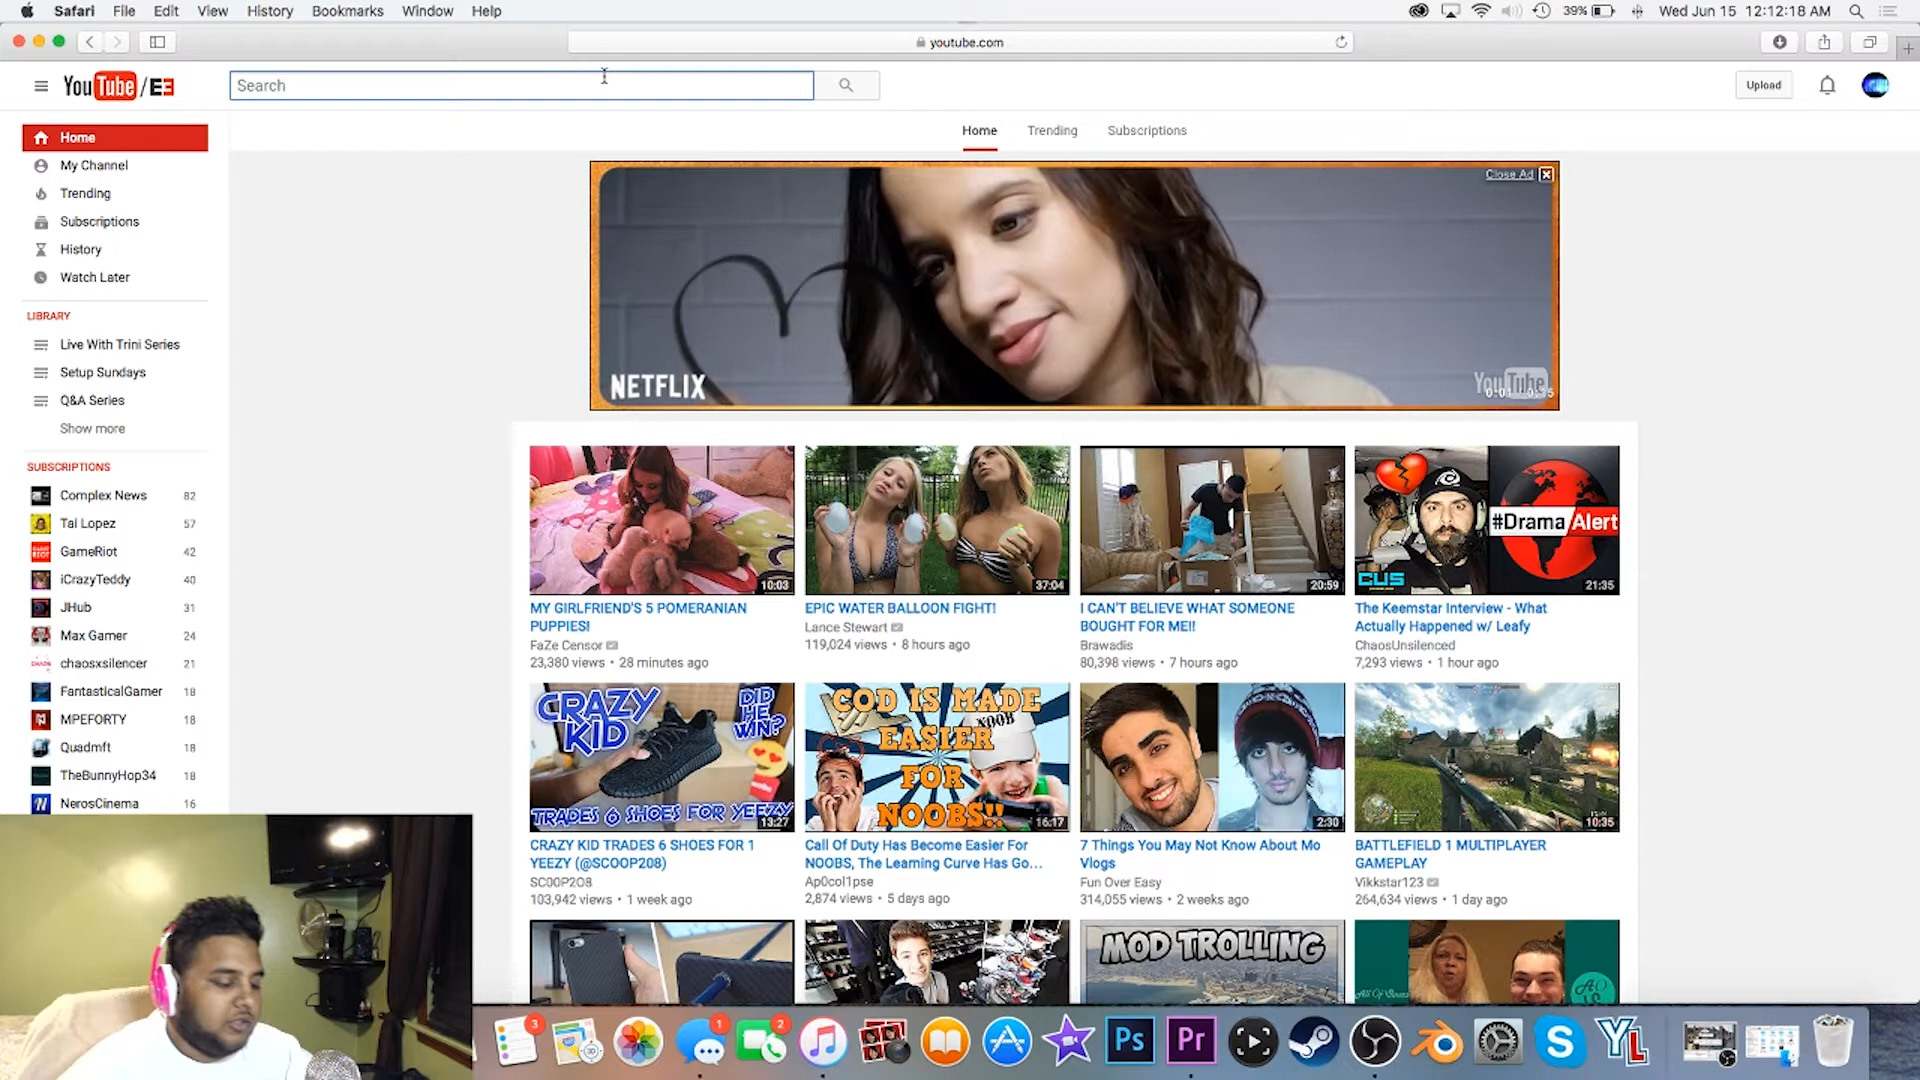 Safari File Edit View History Bookmarks Window Help
39% Wed Jun 15 12:12:18 AM
youtube.com
YouTube / E3
Search
Upload
Home Trending Subscriptions
Home
My Channel
Trending
Subscriptions
History
Watch Later
LIBRARY
Live With Trini Series
Setup Sundays
Q&A Series
Show more
SUBSCRIPTIONS
Complex News 82
Tai Lopez 57
GameRiot 42
iCrazyTeddy 40
JHub 31
Max Gamer 24
chaosxsilencer 21
FantasticalGamer 18
MPEFORTY 18
Quadmft 18
TheBunnyHop34 18
NerosCinema 16
Close Ad
NETFLIX
YouTube
10:03
37:04
20:59
#DramaAlert
CUS
21:35
MY GIRLFRIEND'S 5 POMERANIAN
PUPPIES!
FaZe Censor
23,380 views • 28 minutes ago
EPIC WATER BALLOON FIGHT!
Lance Stewart
119,024 views • 8 hours ago
I CAN'T BELIEVE WHAT SOMEONE
BOUGHT FOR ME!!
Brawadis
80,398 views • 7 hours ago
The Keemstar Interview - What
Actually Happened w/ Leafy
ChaosUnsilenced
7,293 views • 1 hour ago
CRAZY
KID
DID
HE
WIN?
TRADES 6 SHOES FOR YEEZY
13:27
COD IS MADE
EASIER
FOR
NOOBS!!
NOOB
16:17
2:30
10:35
CRAZY KID TRADES 6 SHOES FOR 1
YEEZY (@SCOOP208)
SC00P208
103,942 views • 1 week ago
Call Of Duty Has Become Easier For
NOOBS, The Learning Curve Has Go...
Ap0col1pse
2,874 views • 5 days ago
7 Things You May Not Know About Mo
Vlogs
Fun Over Easy
314,055 views • 2 weeks ago
BATTLEFIELD 1 MULTIPLAYER
GAMEPLAY
Vikkstar123
264,634 views • 1 day ago
MOD TROLLING
3
1
2
Ps
Pr
S
YL